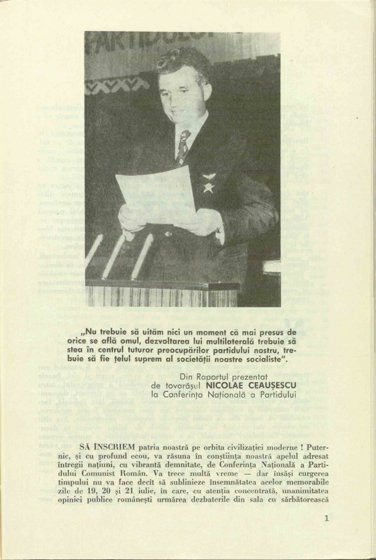 PARTIDULUI
„Nu trebuie să uităm nici un moment că mai presus de
orice se află omul, dezvoltarea lui multilaterală trebuie să
stea în centrul tuturor preocupărilor partidului nostru, tre-
buie să fie țelul suprem al societății noastre socialiste”.
Din Raportul prezentat
de tovarășul NICOLAE CEAUȘESCU
la Conferința Națională a Partidului
SĂ ÎNSCRIEM patria noastră pe orbita civilizației moderne ! Puter-
nic, și cu profund ecou, va răsuna în conștiința noastră apelul adresat
întregii națiuni, cu vibrantă demnitate, de Conferința Națională a Parti-
dului Comunist Român. Va trece multă vreme — dar însăși curgerea
timpului nu va face decît să sublinieze însemnătatea acelor memorabile
zile de 19, 20 și 21 iulie, în care, cu atenția concentrată, unanimitatea
opiniei publice românești urmărea dezbaterile din sala cu sărbătorească
1